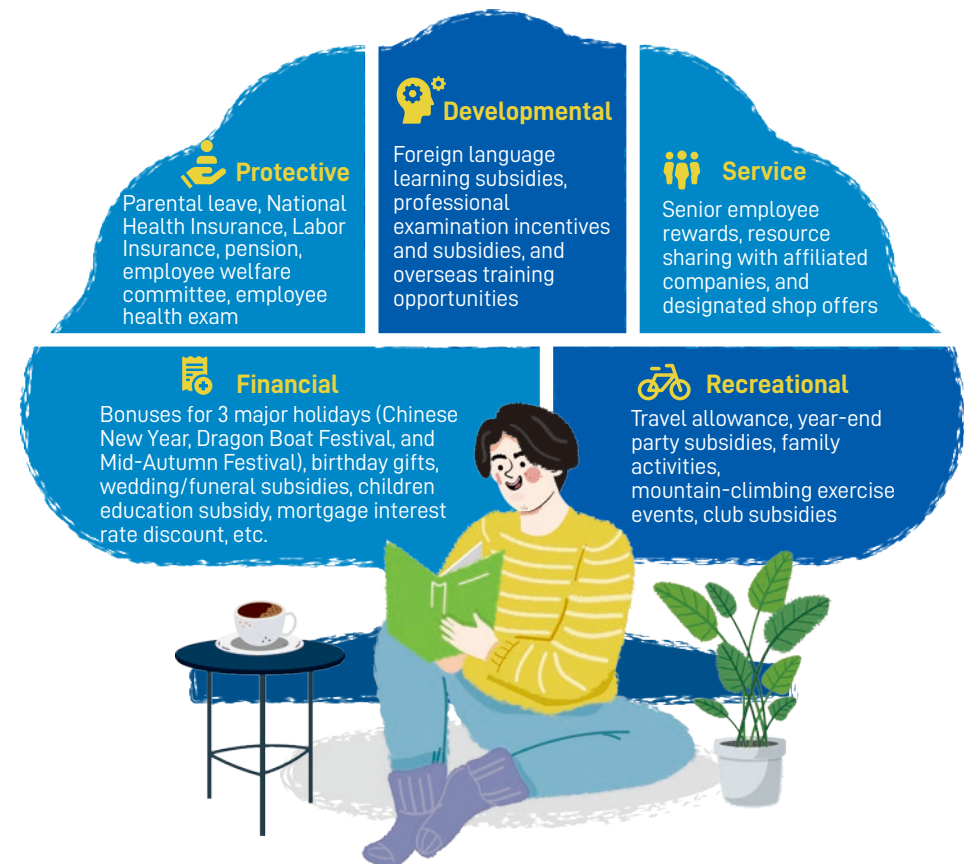 Developmental
Foreign language
learning subsidies,
professional
examination incentives
and subsidies, and
overseas training
opportunities
Protective
Parental leave, National
Health Insurance, Labor
Insurance, pension,
employee welfare
committee, employee
health exam
Service
Senior employee
rewards, resource
sharing with affiliated
companies, and
designated shop offers
Financial
Bonuses for 3 major holidays (Chinese
New Year, Dragon Boat Festival, and
Mid-Autumn Festival), birthday gifts,
wedding/funeral subsidies, children
education subsidy, mortgage interest
rate discount, etc.
Recreational
Travel allowance, year-end
party subsidies, family
activities,
mountain-climbing exercise
events, club subsidies